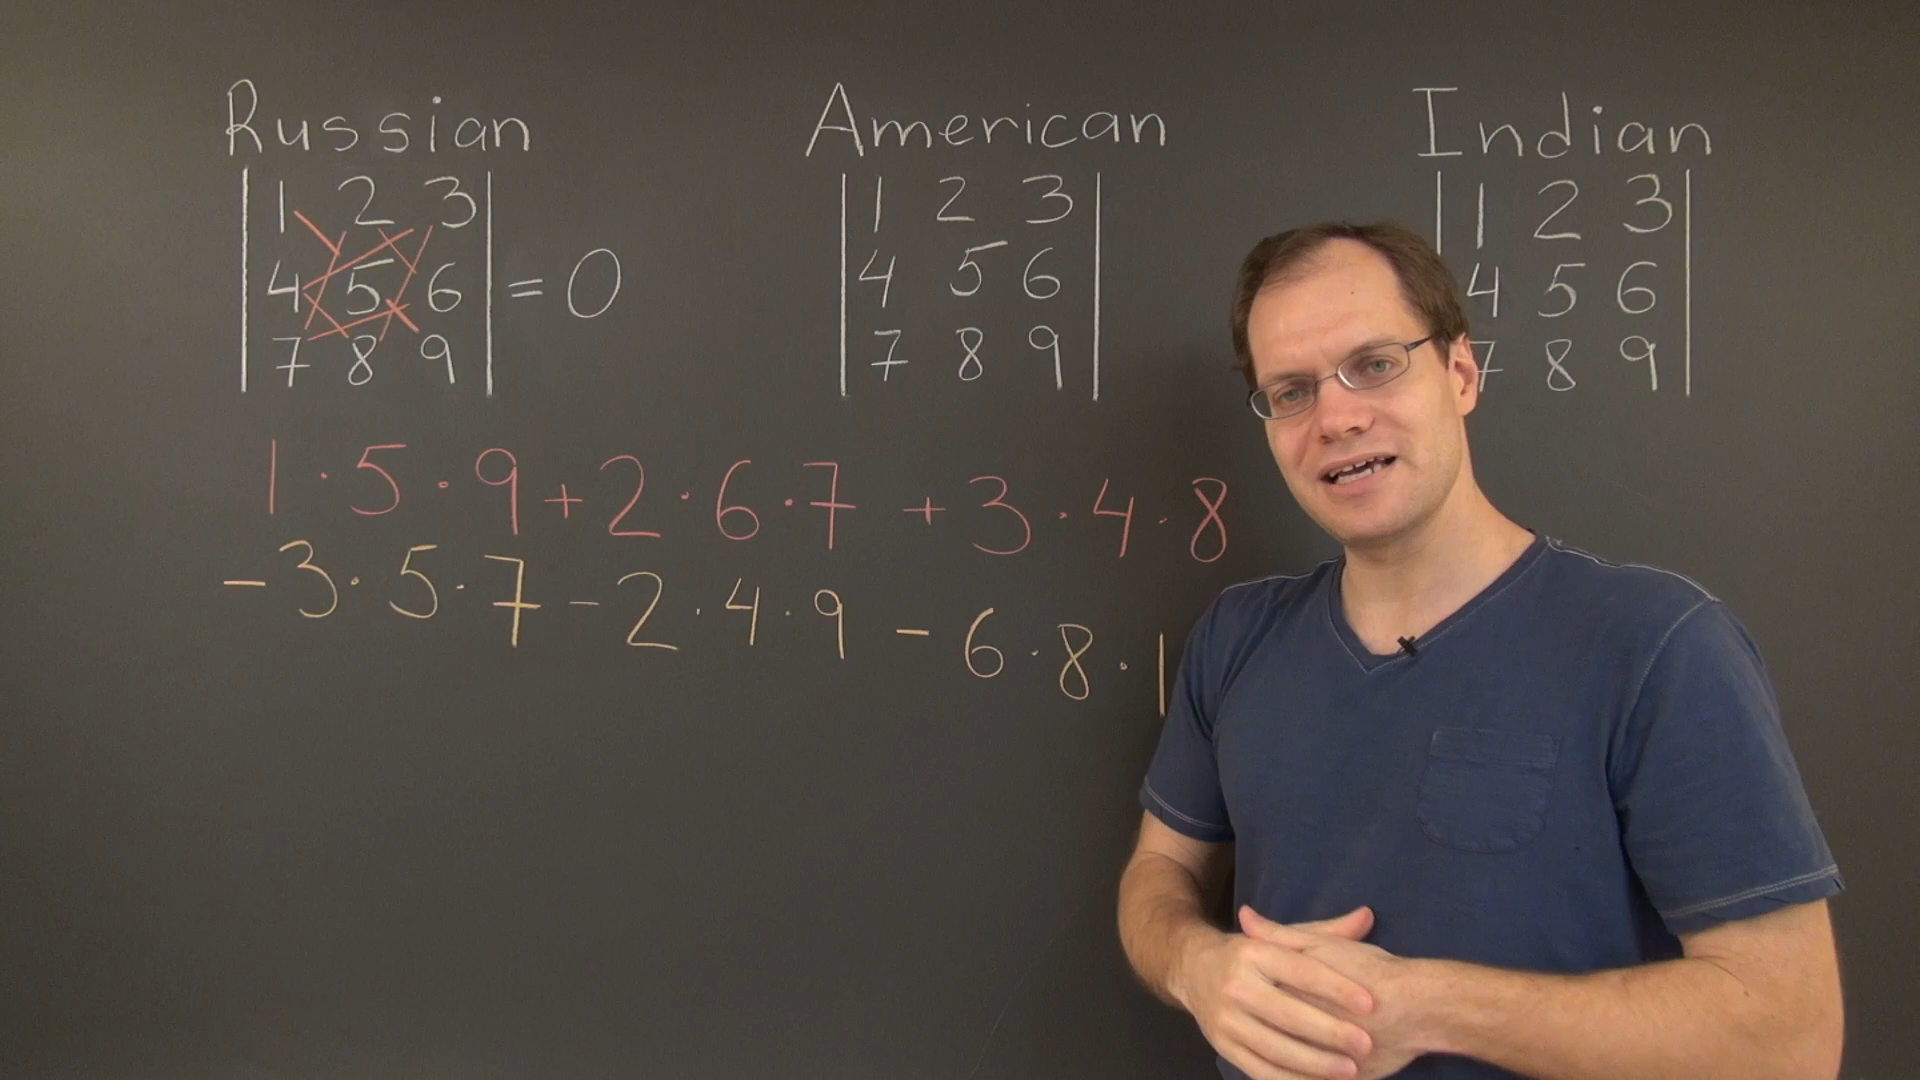 Russian American Indian
1 2 3 1 2 3 1 2 3
4 5 6 = 0 4 5 6 4 5 6
7 8 9 7 8 9 7 8 9
1 · 5 · 9 + 2 · 6 · 7 + 3 · 4 · 8
- 3 · 5 · 7 - 2 · 4 · 9 - 6 · 8 · 1